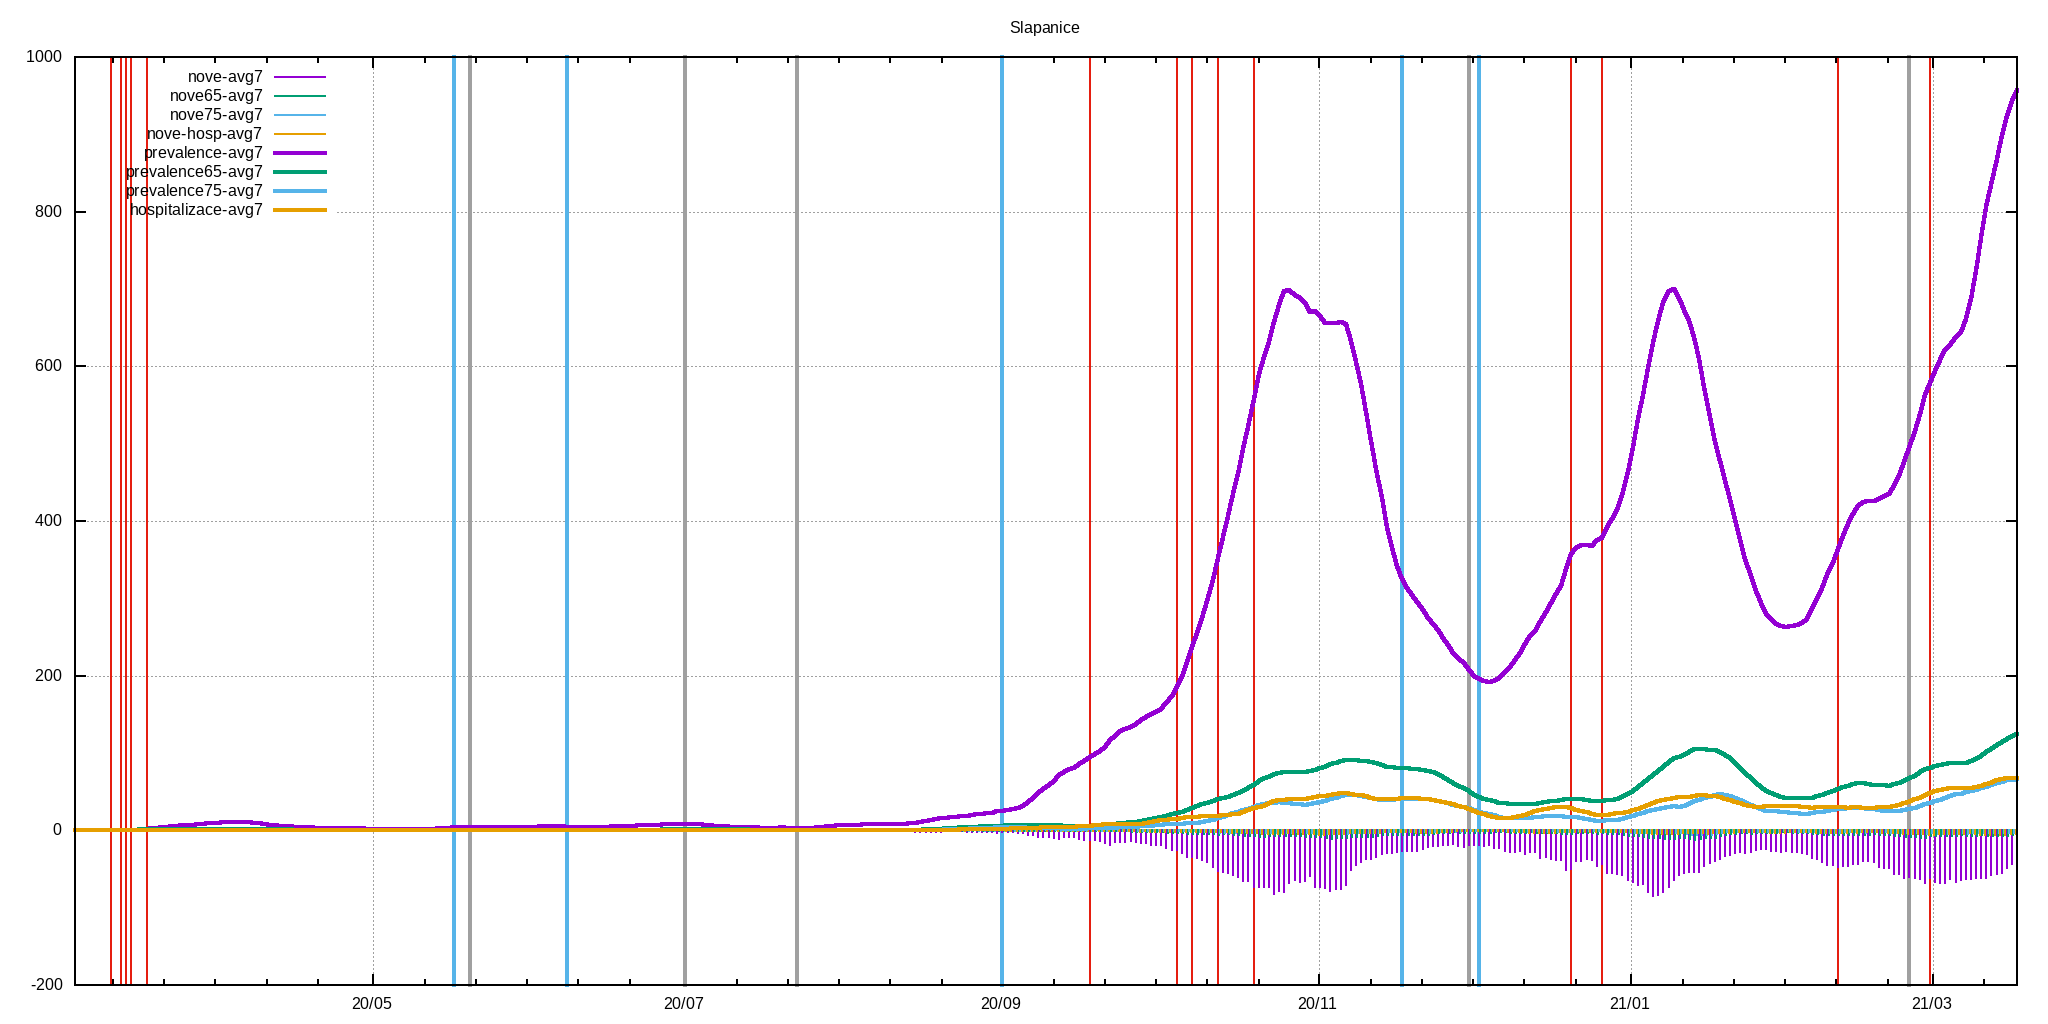 Slapanice
1000
800
600
400
200
0
-200
nove-avg7
nove65-avg7
nove75-avg7
nove-hosp-avg7
prevalence-avg7
prevalence65-avg7
prevalence75-avg7
hospitalizace-avg7
20/05 20/07 20/09 20/11 21/01 21/03